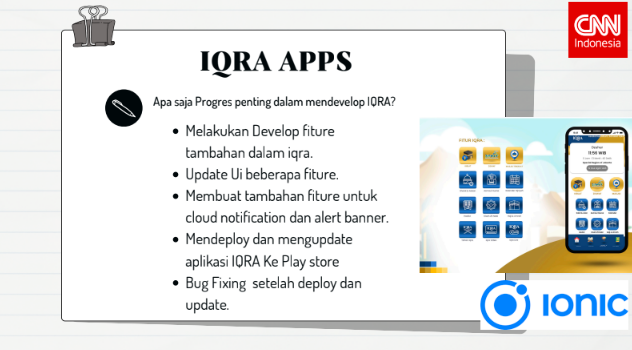 CNN
Indonesia
IQRA APPS
Apa saja Progres penting dalam mendevelop IQRA?
Melakukan Develop fiture
tambahan dalam iqra.
Update Ui beberapa fiture.
Membuat tambahan fiture untuk
cloud notification dan alert banner.
Mendeploy dan mengupdate
aplikasi IQRA Ke Play store
Bug Fixing setelah deploy dan
update.
IONIC